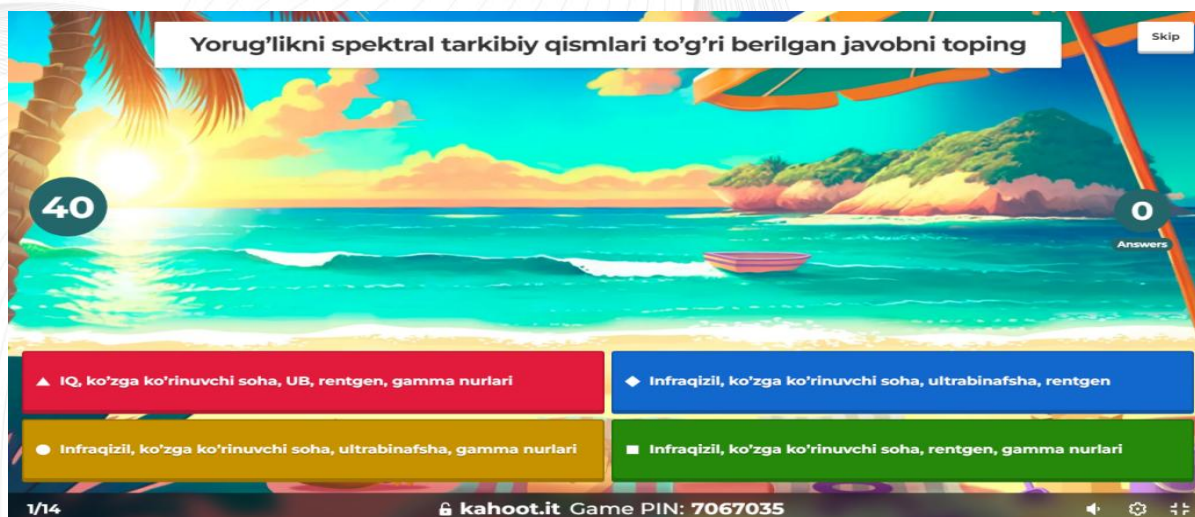 Yorug'likni spektral tarkibiy qismlari to'g'ri berilgan javobni toping
Skip
40
0
Answers
IQ, ko'zga ko'rinuvchi soha, UB, rentgen, gamma nurlari
Infraqizil, ko'zga ko'rinuvchi soha, ultrabinafsha, rentgen
Infraqizil, ko'zga ko'rinuvchi soha, ultrabinafsha, gamma nurlari
Infraqizil, ko'zga ko'rinuvchi soha, rentgen, gamma nurlari
1/14
kahoot.it Game PIN: 7067035